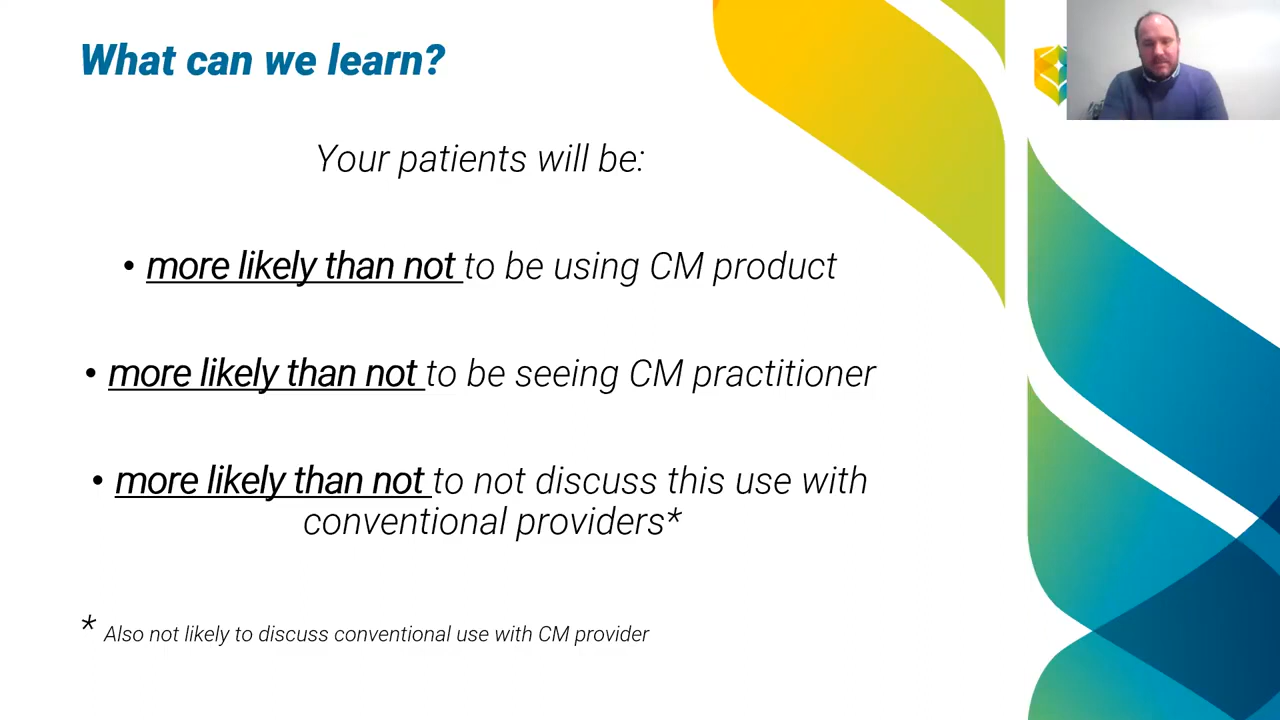 What can we learn?
Your patients will be:
• more likely than not to be using CM product
• more likely than not to be seeing CM practitioner
• more likely than not to not discuss this use with
conventional providers*
* Also not likely to discuss conventional use with CM provider